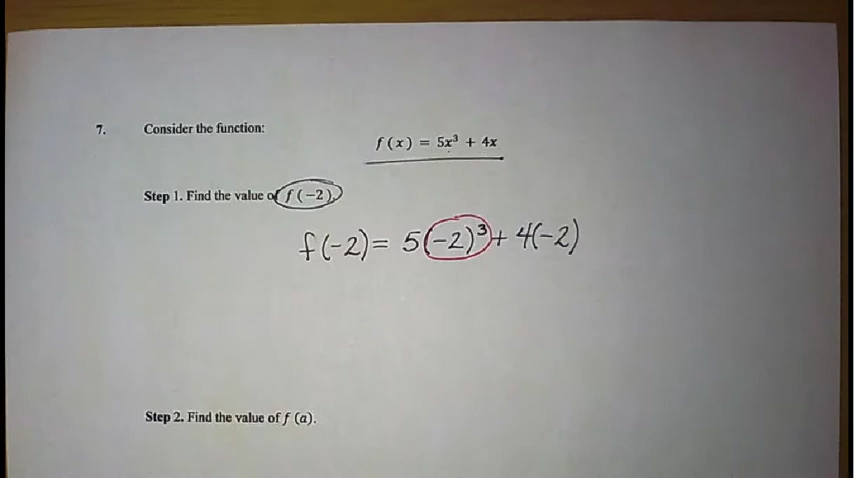 7. Consider the function:
f(x) = 5x³ + 4x
Step 1. Find the value of f(−2).
f(-2) = 5(-2)³ + 4(-2)
Step 2. Find the value of f (a).